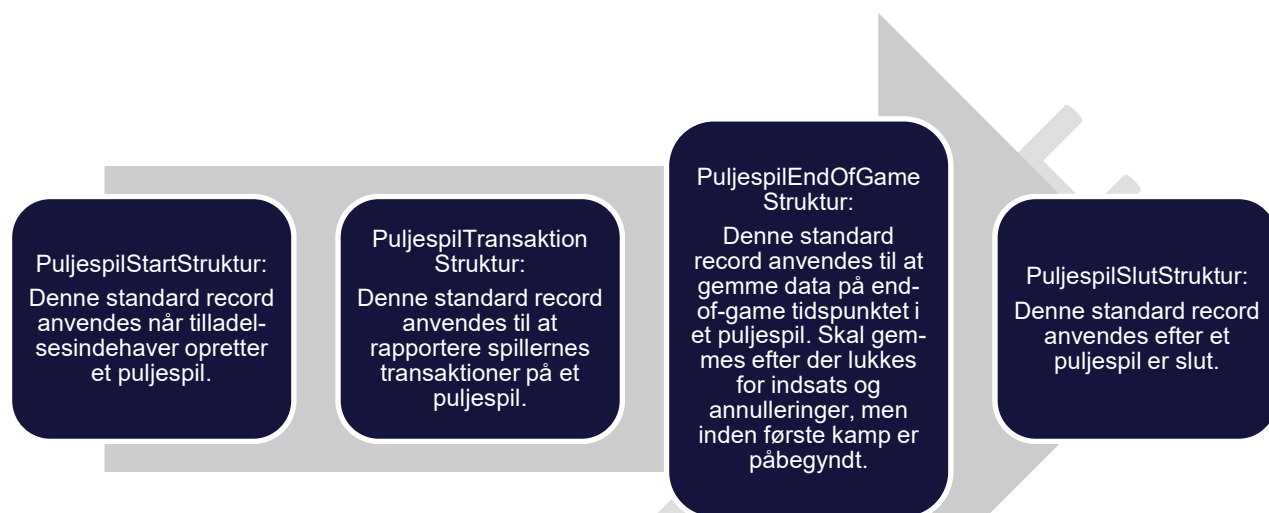 PuljespilStartStruktur:
Denne standard record
anvendes når tilladel-
sesindehaver opretter
et puljespil.
PuljespilTransaktion
Struktur:
Denne standard record
anvendes til at
rapportere spillernes
transaktioner på et
puljespil.
PuljespilEndOfGame
Struktur:
Denne standard
record anvendes til at
gemme data på end-
of-game tidspunktet i
et puljespil. Skal gem-
mes efter der lukkes
for indsats og
annulleringer, men
inden første kamp er
påbegyndt.
PuljespilSlutStruktur:
Denne standard record
anvendes efter et
puljespil er slut.